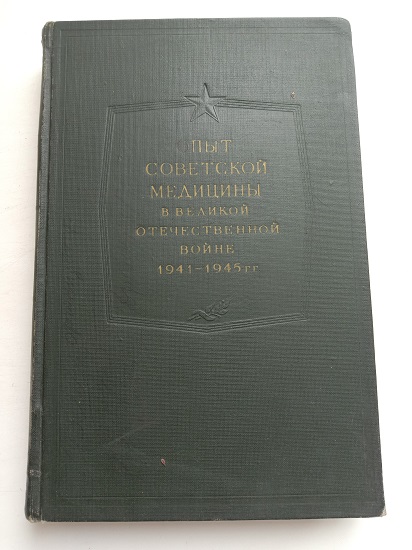 ОПЫТ
СОВЕТСКОЙ
МЕДИЦИНЫ
В ВЕЛИКОЙ
ОТЕЧЕСТВЕННОЙ
ВОЙНЕ
1941-1945 гг